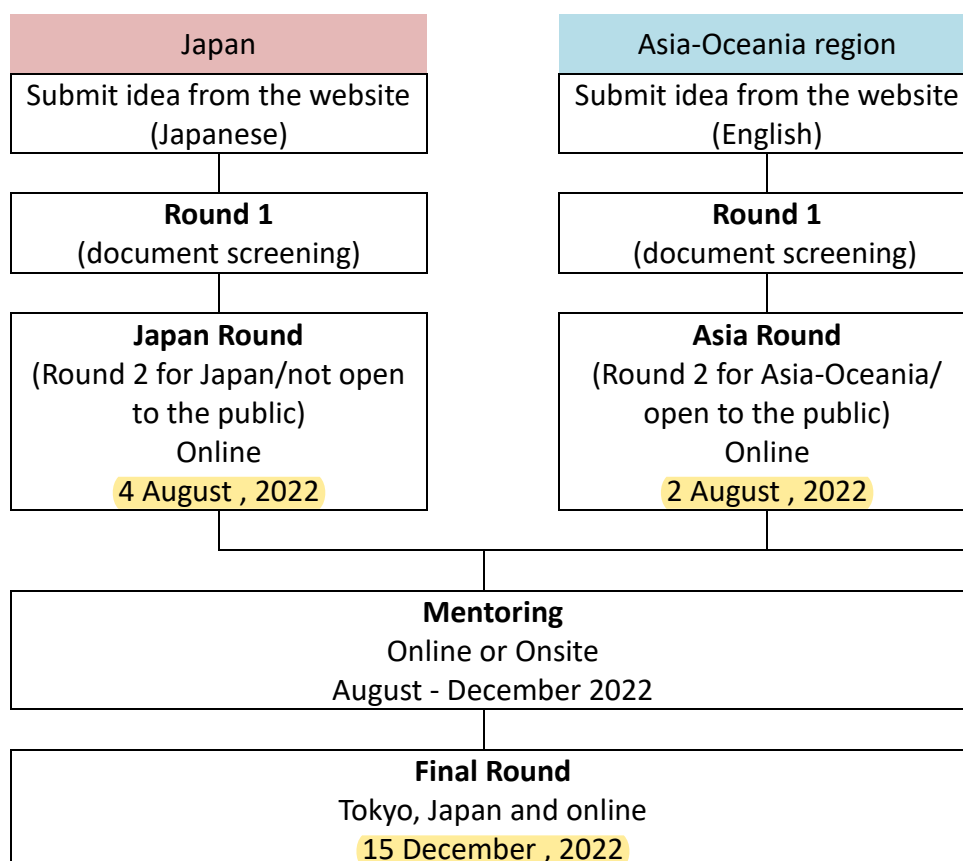 Japan
Submit idea from the website
(Japanese)
Round 1
(document screening)
Japan Round
(Round 2 for Japan/not open
to the public)
Online
4 August , 2022
Asia-Oceania region
Submit idea from the website
(English)
Round 1
(document screening)
Asia Round
(Round 2 for Asia-Oceania/
open to the public)
Online
2 August , 2022
Mentoring
Online or Onsite
August - December 2022
Final Round
Tokyo, Japan and online
15 December , 2022